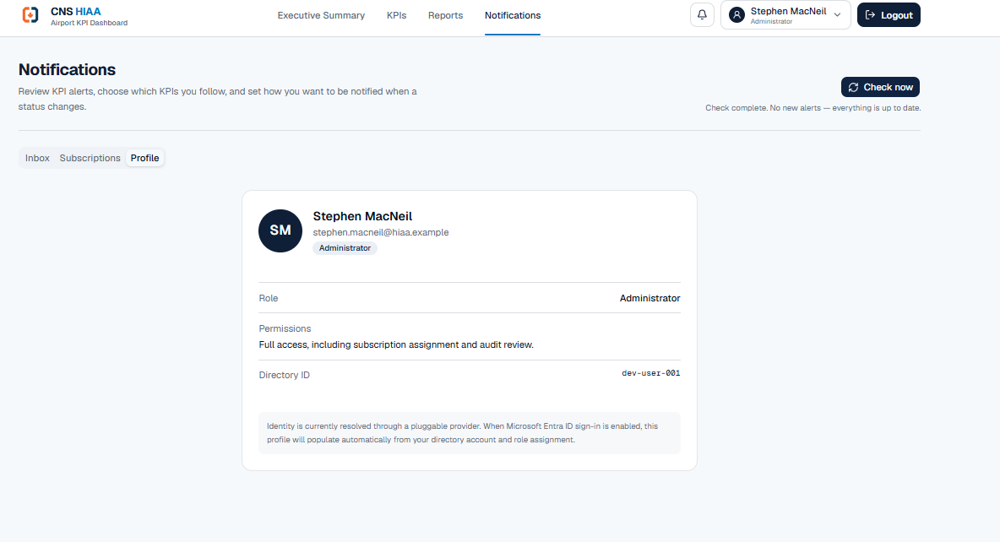 CNS HIAA
Airport KPI Dashboard
Executive Summary
KPIs
Reports
Notifications
Stephen MacNeil
Administrator
Logout
Notifications
Review KPI alerts, choose which KPIs you follow, and set how you want to be notified when a
status changes.
Check now
Check complete. No new alerts — everything is up to date.
Inbox
Subscriptions
Profile
SM
Stephen MacNeil
stephen.macneil@hiaa.example
Administrator
Role
Administrator
Permissions
Full access, including subscription assignment and audit review.
Directory ID
dev-user-001
Identity is currently resolved through a pluggable provider. When Microsoft Entra ID sign-in is enabled, this
profile will populate automatically from your directory account and role assignment.